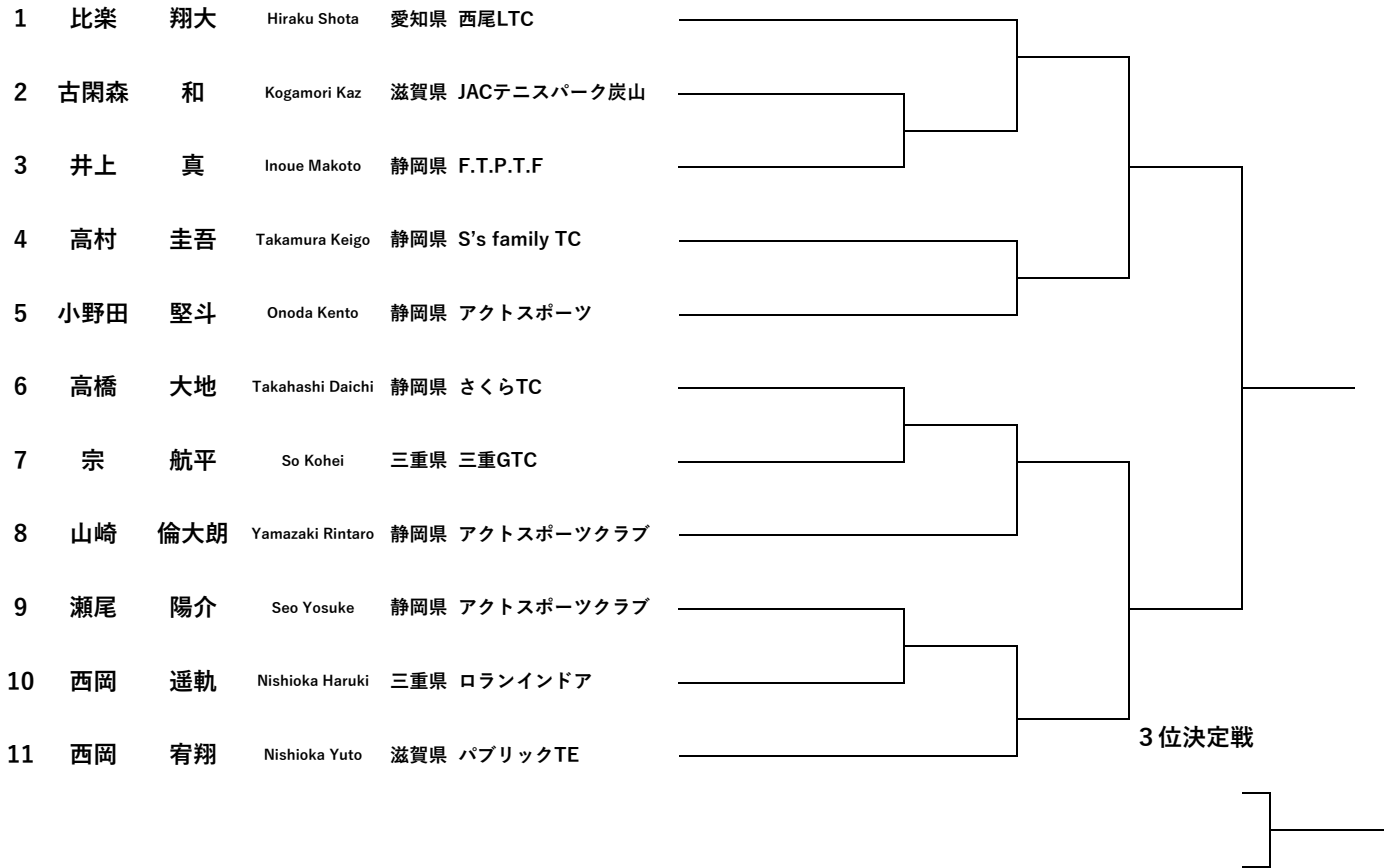 1 比楽 翔大 Hiraku Shota 愛知県 西尾LTC
2 古閑森 和 Kogamori Kaz 滋賀県 JACテニスパーク炭山
3 井上 真 Inoue Makoto 静岡県 F.T.P.T.F
4 高村 圭吾 Takamura Keigo 静岡県 S’s family TC
5 小野田 堅斗 Onoda Kento 静岡県 アクトスポーツ
6 高橋 大地 Takahashi Daichi 静岡県 さくらTC
7 宗 航平 So Kohei 三重県 三重GTC
8 山崎 倫大朗 Yamazaki Rintaro 静岡県 アクトスポーツクラブ
9 瀬尾 陽介 Seo Yosuke 静岡県 アクトスポーツクラブ
10 西岡 遥軌 Nishioka Haruki 三重県 ロランインドア
３位決定戦
11 西岡 宥翔 Nishioka Yuto 滋賀県 パブリックTE